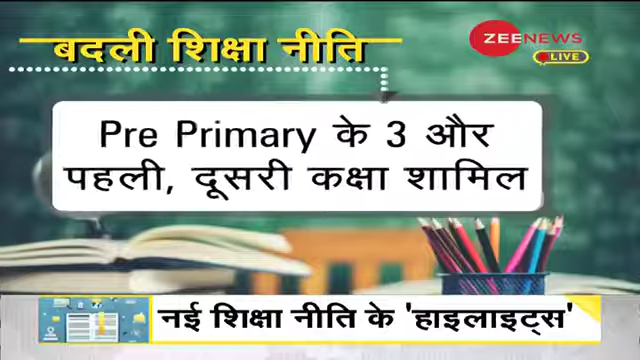 बदली शिक्षा नीति
ZEENEWS
LIVE
Pre Primary के 3 और
पहली, दूसरी कक्षा शामिल
नई शिक्षा नीति के 'हाइलाइट्स'